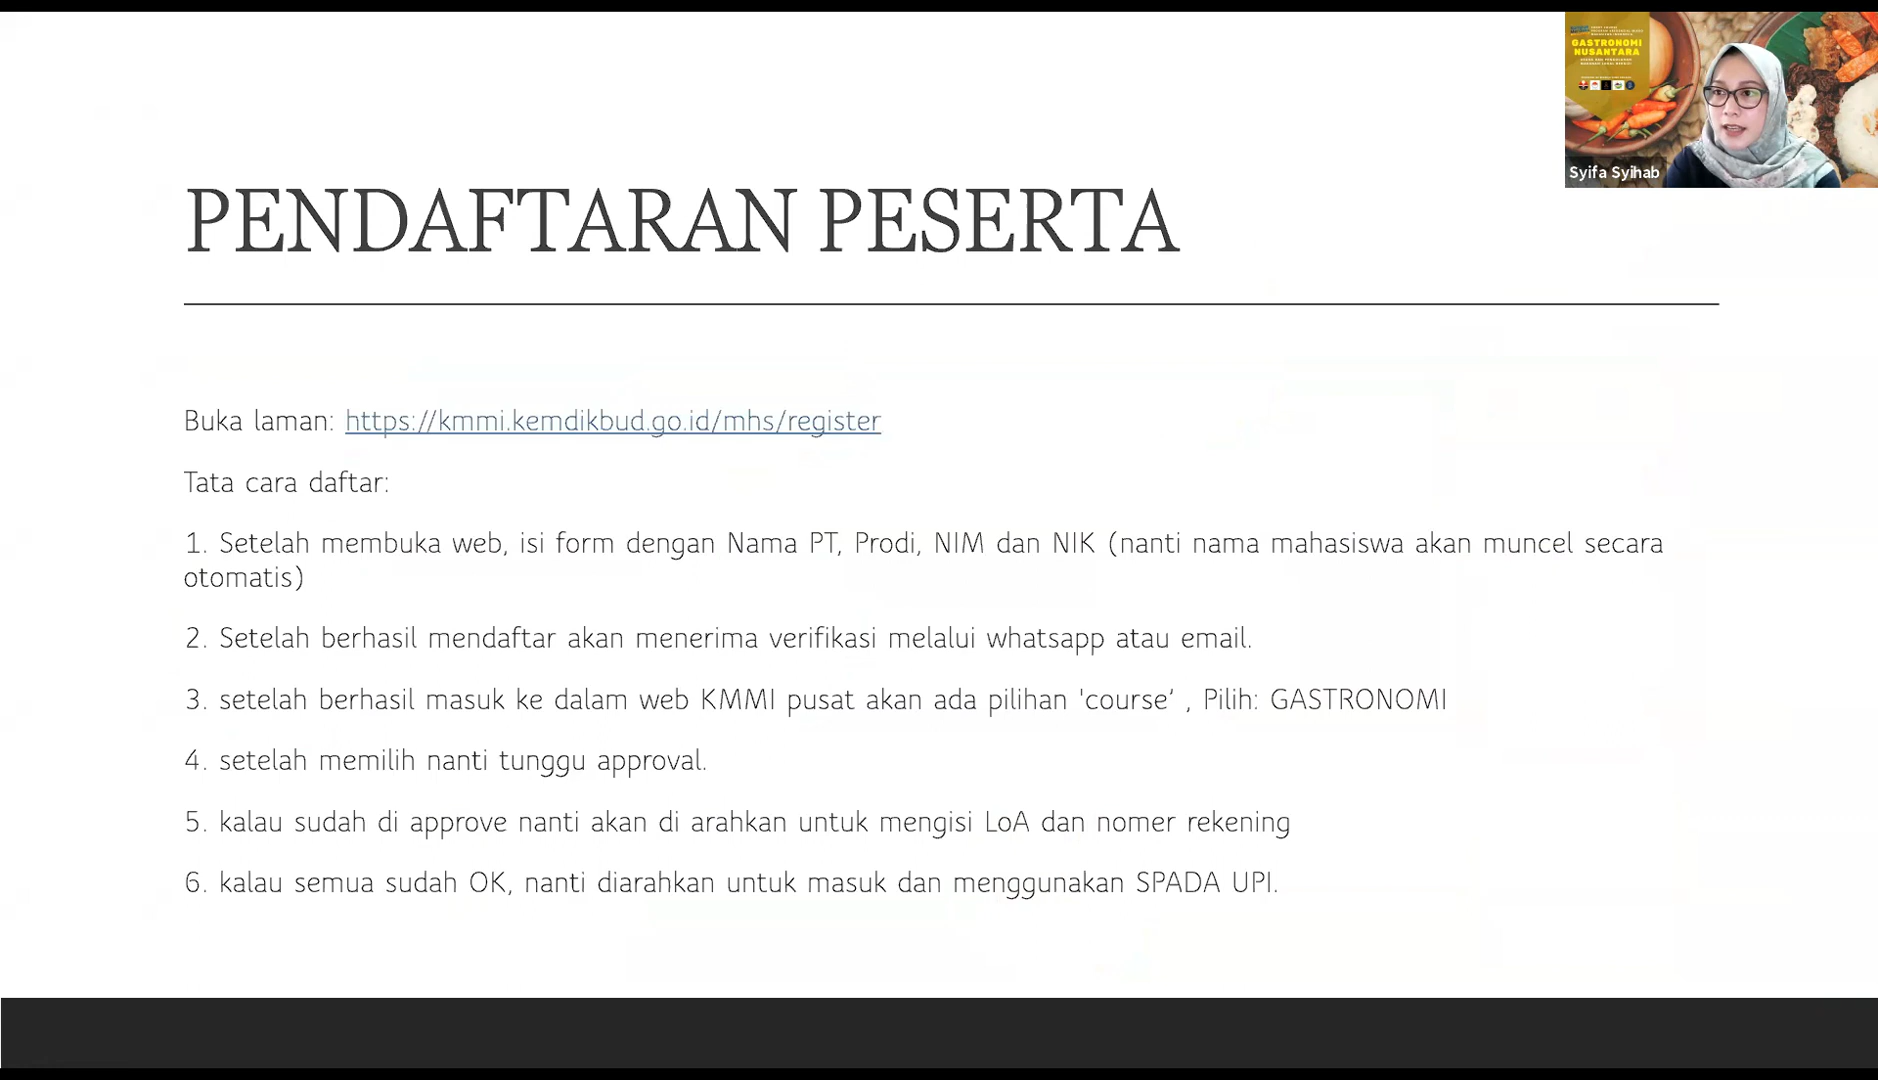 GASTRONOMI
NUSANTARA
Syifa Syihab
PENDAFTARAN PESERTA
Buka laman: https://kmmi.kemdikbud.go.id/mhs/register
Tata cara daftar:
1. Setelah membuka web, isi form dengan Nama PT, Prodi, NIM dan NIK (nanti nama mahasiswa akan muncel secara
otomatis)
2. Setelah berhasil mendaftar akan menerima verifikasi melalui whatsapp atau email.
3. setelah berhasil masuk ke dalam web KMMI pusat akan ada pilihan 'course’ , Pilih: GASTRONOMI
4. setelah memilih nanti tunggu approval.
5. kalau sudah di approve nanti akan di arahkan untuk mengisi LoA dan nomer rekening
6. kalau semua sudah OK, nanti diarahkan untuk masuk dan menggunakan SPADA UPI.